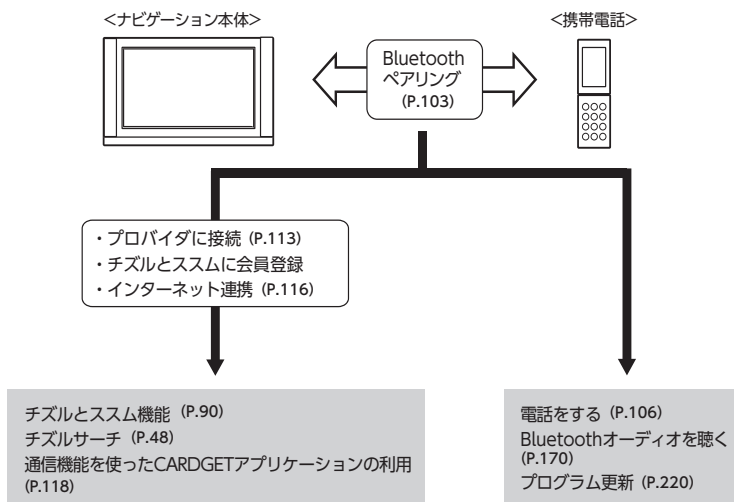 <ナビゲーション本体>
<携帯電話>
Bluetooth
ペアリング
(P.103)
・プロバイダに接続 (P.113)
・チズルとススムに会員登録
・インターネット連携 (P.116)
チズルとススム機能 (P.90)
チズルサーチ (P.48)
通信機能を使ったCARDGETアプリケーションの利用
(P.118)
電話をする (P.106)
Bluetoothオーディオを聴く
(P.170)
プログラム更新 (P.220)